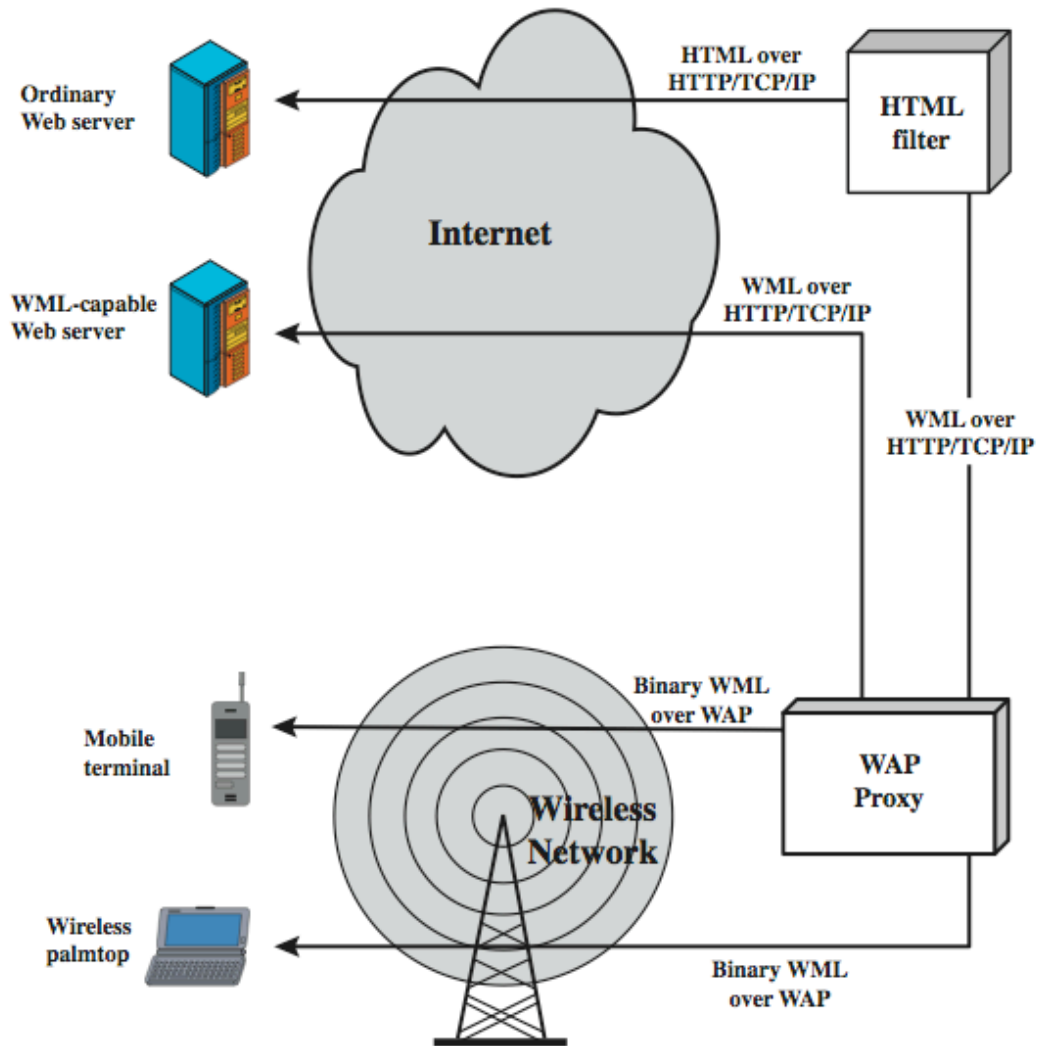 Ordinary
Web server
HTML over
HTTP/TCP/IP
HTML
filter
Internet
WML-capable
Web server
WML over
HTTP/TCP/IP
WML over
HTTP/TCP/IP
Mobile
terminal
Binary WML
over WAP
WAP
Proxy
Wireless
Network
Wireless
palmtop
Binary WML
over WAP